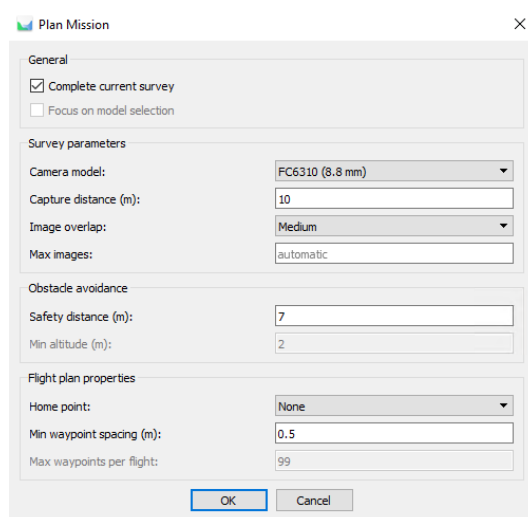 Plan Mission
General
Complete current survey
Focus on model selection
Survey parameters
Camera model: FC6310 (8.8 mm)
Capture distance (m): 10
Image overlap: Medium
Max images: automatic
Obstacle avoidance
Safety distance (m): 7
Min altitude (m): 2
Flight plan properties
Home point: None
Min waypoint spacing (m): 0.5
Max waypoints per flight: 99
OK Cancel